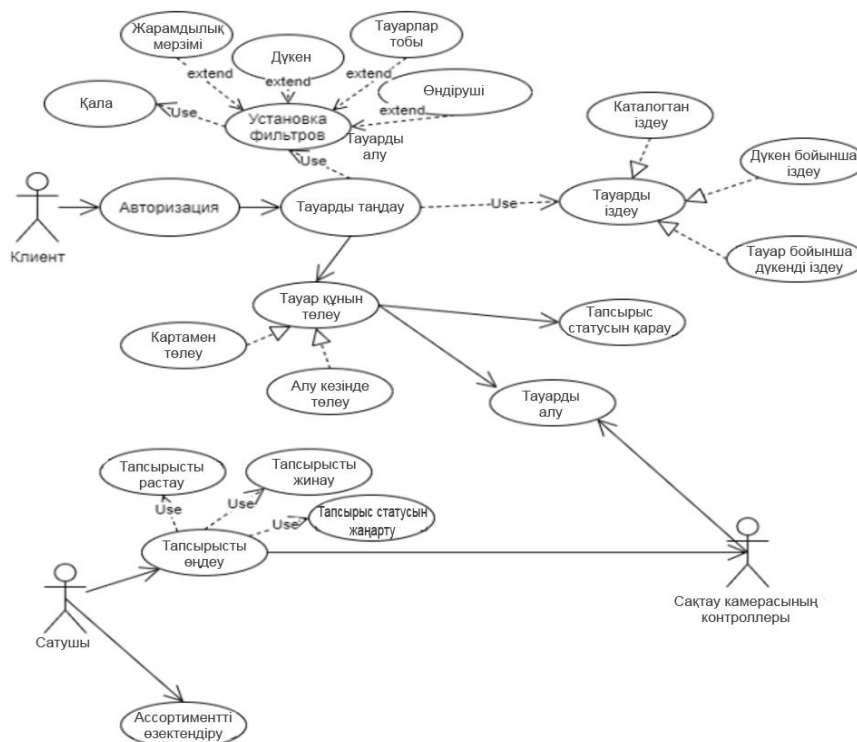 Жарамдылық
мерзімі
Дүкен
Тауарлар
тобы
Өндіруші
extend
extend
extend
extend
Қала
Use
Установка
фильтров
Тауарды
алу
Use
Каталогтан
іздеу
Дүкен бойынша
іздеу
Тауар бойынша
дүкенді іздеу
Клиент
Авторизация
Тауарды таңдау
Use
Тауарды
іздеу
Тауар құнын
төлеу
Тапсырыс
статусын қарау
Картамен
төлеу
Алу кезінде
төлеу
Тауарды
алу
Тапсырысты
растау
Тапсырысты
жинау
Use
Use
Use
Тапсырыс статусын
жаңарту
Тапсырысты
өңдеу
Сатушы
Сақтау камерасының
контроллеры
Ассортиментті
өзектендіру